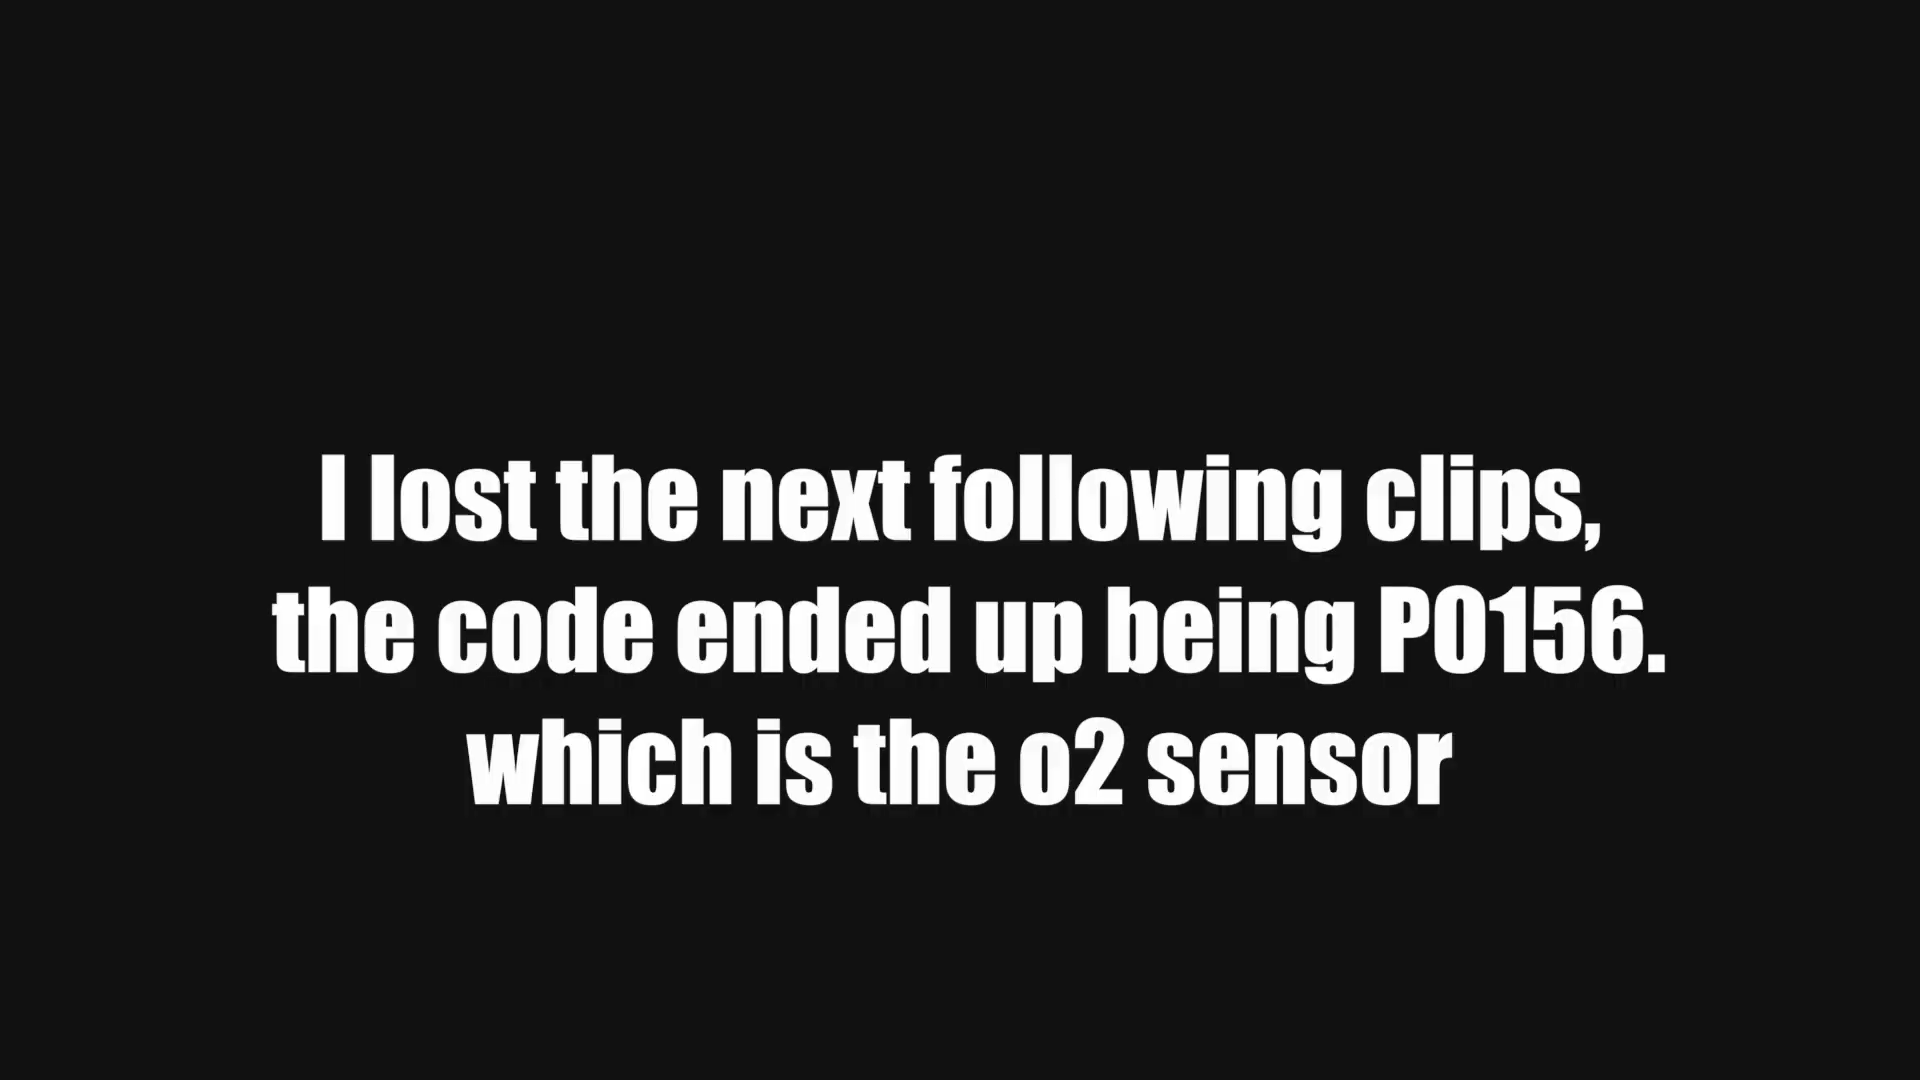 I lost the next following clips,
the code ended up being P0156.
which is the o2 sensor